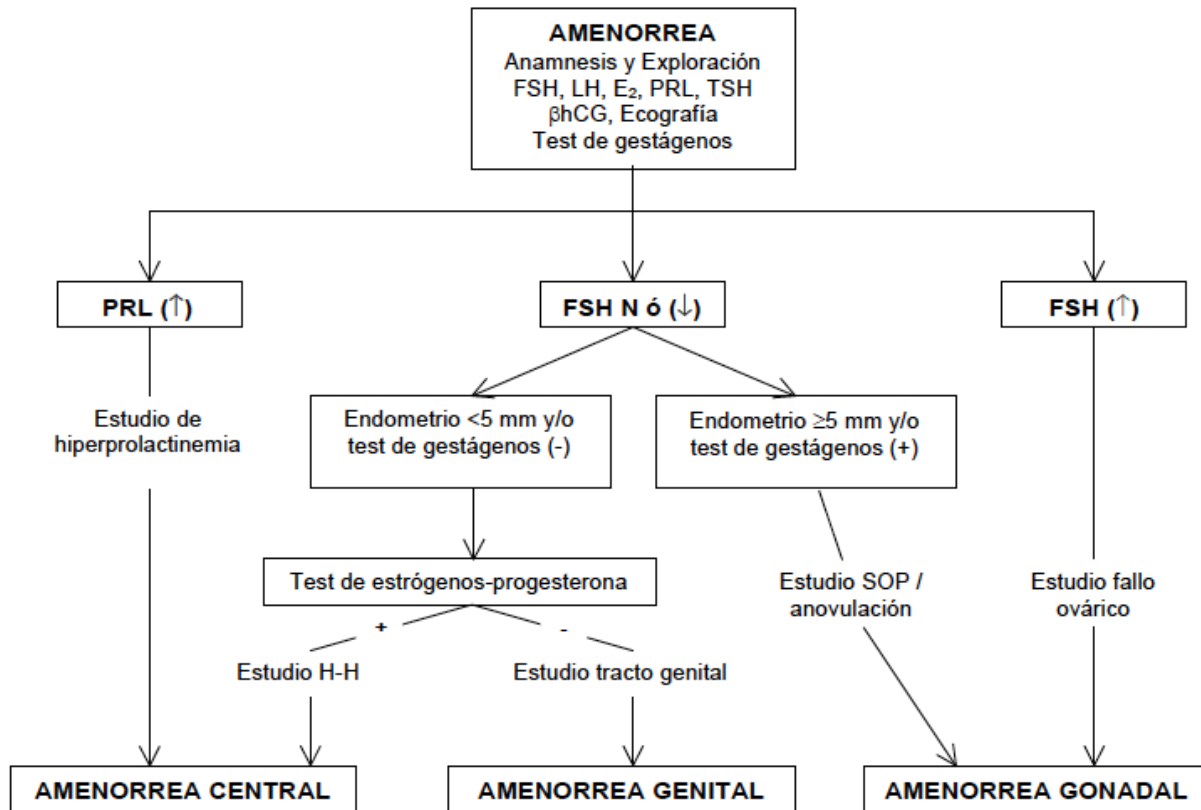 AMENORREA
Anamnesis y Exploración
FSH, LH, E₂, PRL, TSH
βhCG, Ecografía
Test de gestágenos
PRL (↑)
FSH N ó (↓)
FSH (↑)
Estudio de
hiperprolactinemia
Endometrio <5 mm y/o
test de gestágenos (-)
Endometrio ≥5 mm y/o
test de gestágenos (+)
Test de estrógenos-progesterona
Estudio SOP /
anovulación
Estudio fallo
ovárico
+
-
Estudio H-H
Estudio tracto genital
AMENORREA CENTRAL
AMENORREA GENITAL
AMENORREA GONADAL